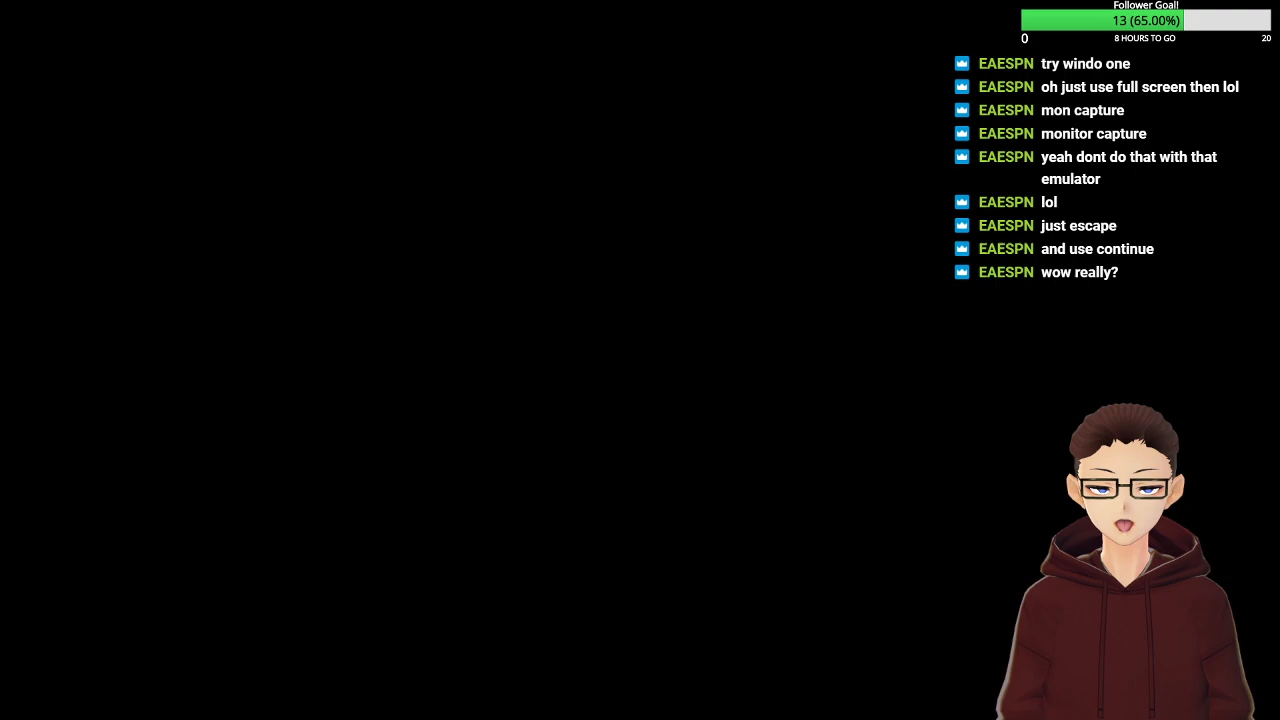 Follower Goal!
13 (65.00%)
0 8 HOURS TO GO 20
EAESPN try windo one
EAESPN oh just use full screen then lol
EAESPN mon capture
EAESPN monitor capture
EAESPN yeah dont do that with that
emulator
EAESPN lol
EAESPN just escape
EAESPN and use continue
EAESPN wow really?